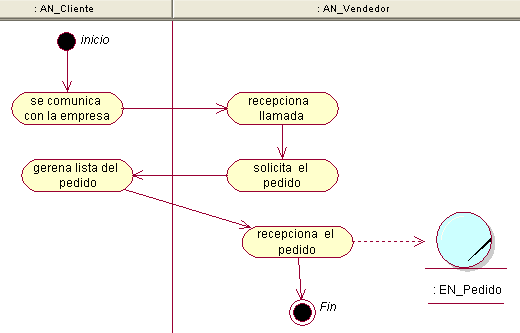 : AN_Cliente
: AN_Vendedor
inicio
se comunica
con la empresa
recepciona
llamada
gerena lista del
pedido
solicita el
pedido
recepciona el
pedido
: EN_Pedido
Fin